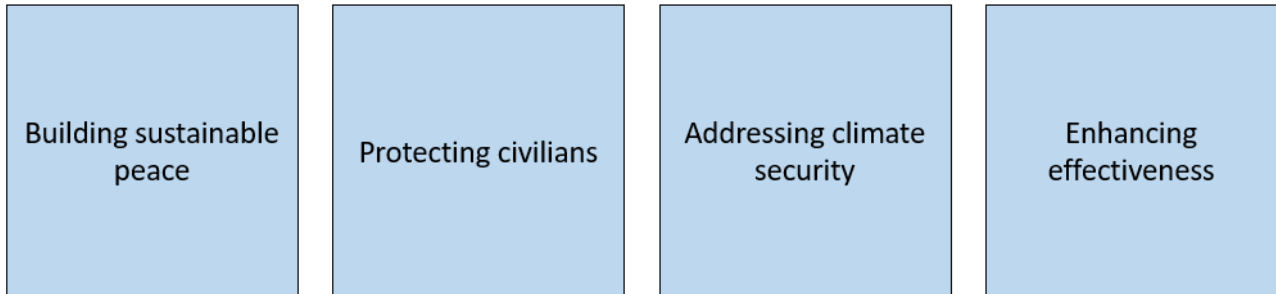 Building sustainable
peace
Protecting civilians
Addressing climate
security
Enhancing
effectiveness